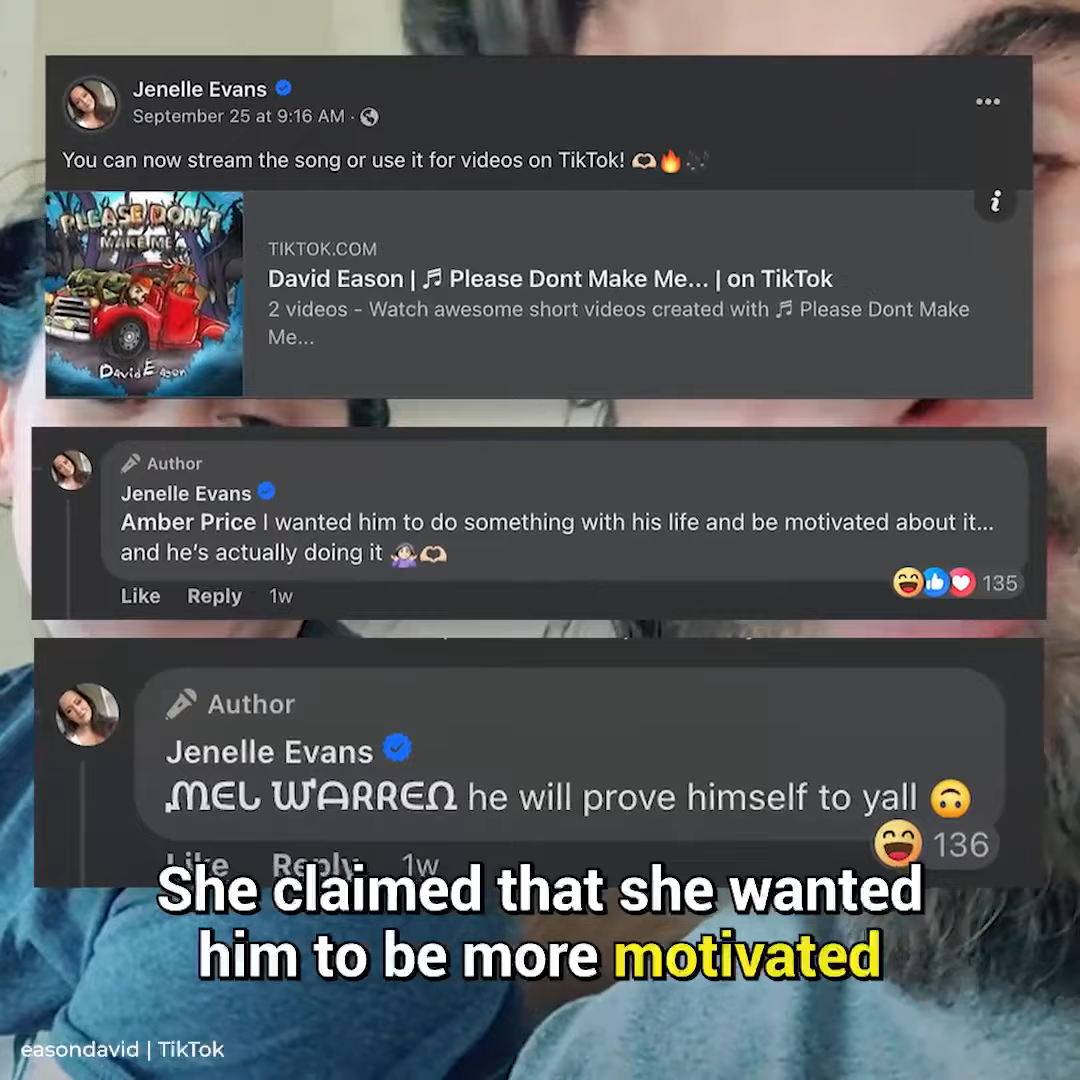 Jenelle Evans
September 25 at 9:16 AM ·
You can now stream the song or use it for videos on TikTok! 🫶🏻🔥🎶
PLEASE DON'T
MAKE ME
David Eason
TIKTOK.COM
David Eason | 🎵 Please Dont Make Me... | on TikTok
2 videos - Watch awesome short videos created with 🎵 Please Dont Make
Me...
Author
Jenelle Evans
Amber Price I wanted him to do something with his life and be motivated about it...
and he's actually doing it 🤷🏻‍♀️🫶🏻
Like Reply 1w
135
Author
Jenelle Evans
ᎷᎬᏞ ᏔᎪᎡᎡᎬΝ he will prove himself to yall 🙃
136
Like Reply 1w
She claimed that she wanted
him to be more motivated
easondavid | TikTok